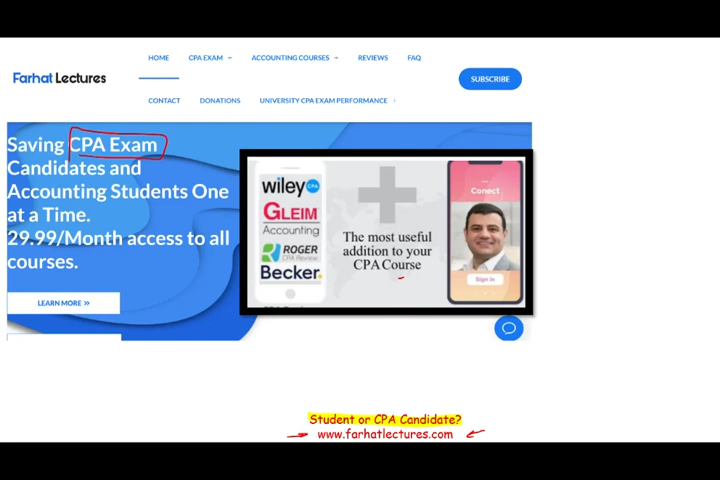 Farhat Lectures
HOME
CPA EXAM
ACCOUNTING COURSES
REVIEWS
FAQ
SUBSCRIBE
CONTACT
DONATIONS
UNIVERSITY CPA EXAM PERFORMANCE
Saving CPA Exam
Candidates and
Accounting Students One
at a Time.
29.99/Month access to all
courses.
LEARN MORE »
wiley CPA
GLEIM
Accounting
ROGER
CPA Review
Becker.
The most useful
addition to your
CPA Course
Conect
Sign in
Student or CPA Candidate?
www.farhatlectures.com